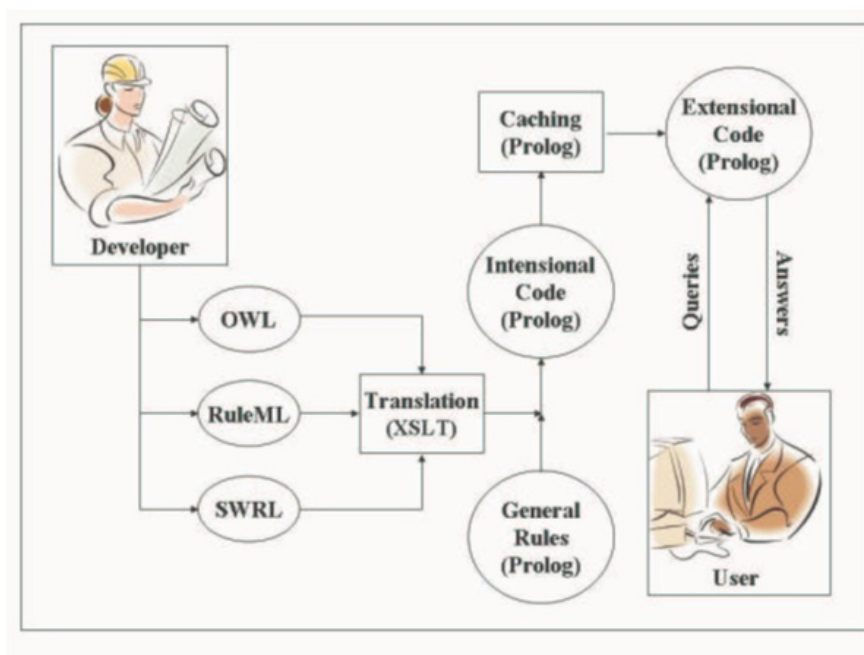 Developer
OWL
RuleML
SWRL
Translation
(XSLT)
Caching
(Prolog)
Intensional
Code
(Prolog)
General
Rules
(Prolog)
Extensional
Code
(Prolog)
Queries
Answers
User